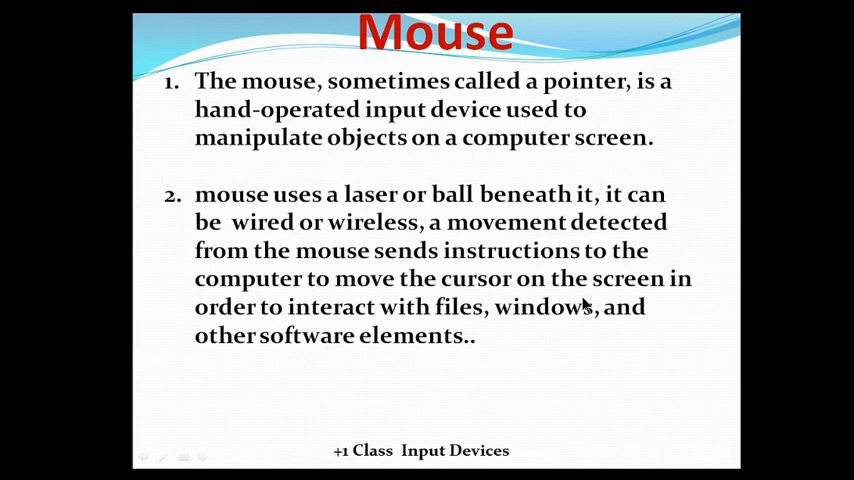 Mouse
1. The mouse, sometimes called a pointer, is a
hand-operated input device used to
manipulate objects on a computer screen.
2. mouse uses a laser or ball beneath it, it can
be wired or wireless, a movement detected
from the mouse sends instructions to the
computer to move the cursor on the screen in
order to interact with files, windows, and
other software elements..
+1 Class Input Devices